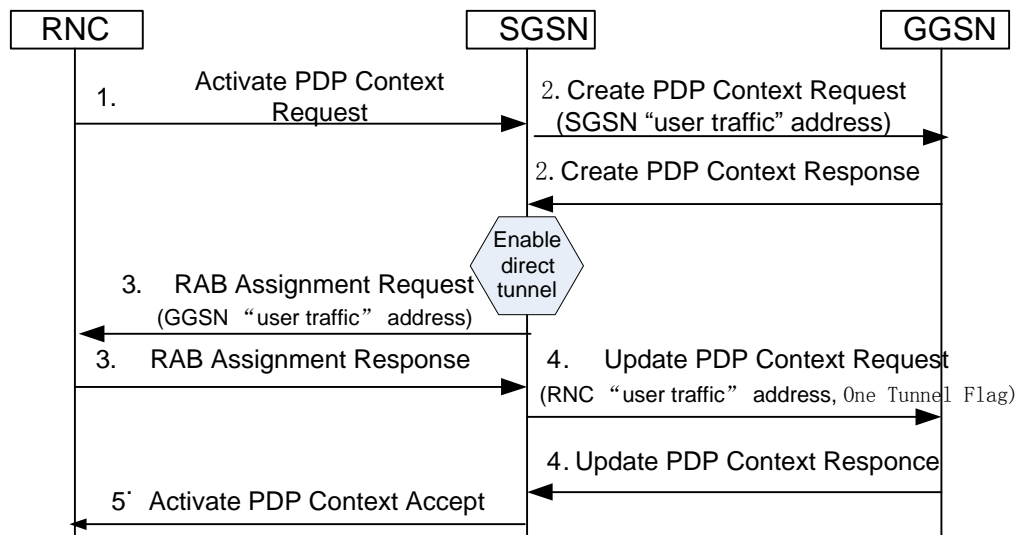 RNC
SGSN
GGSN
1.
Activate PDP Context
Request
2. Create PDP Context Request
(SGSN “user traffic” address)
2. Create PDP Context Response
Enable
direct
tunnel
3. RAB Assignment Request
(GGSN “user traffic” address)
3. RAB Assignment Response
4. Update PDP Context Request
(RNC “user traffic” address, One Tunnel Flag)
4. Update PDP Context Responce
5. Activate PDP Context Accept